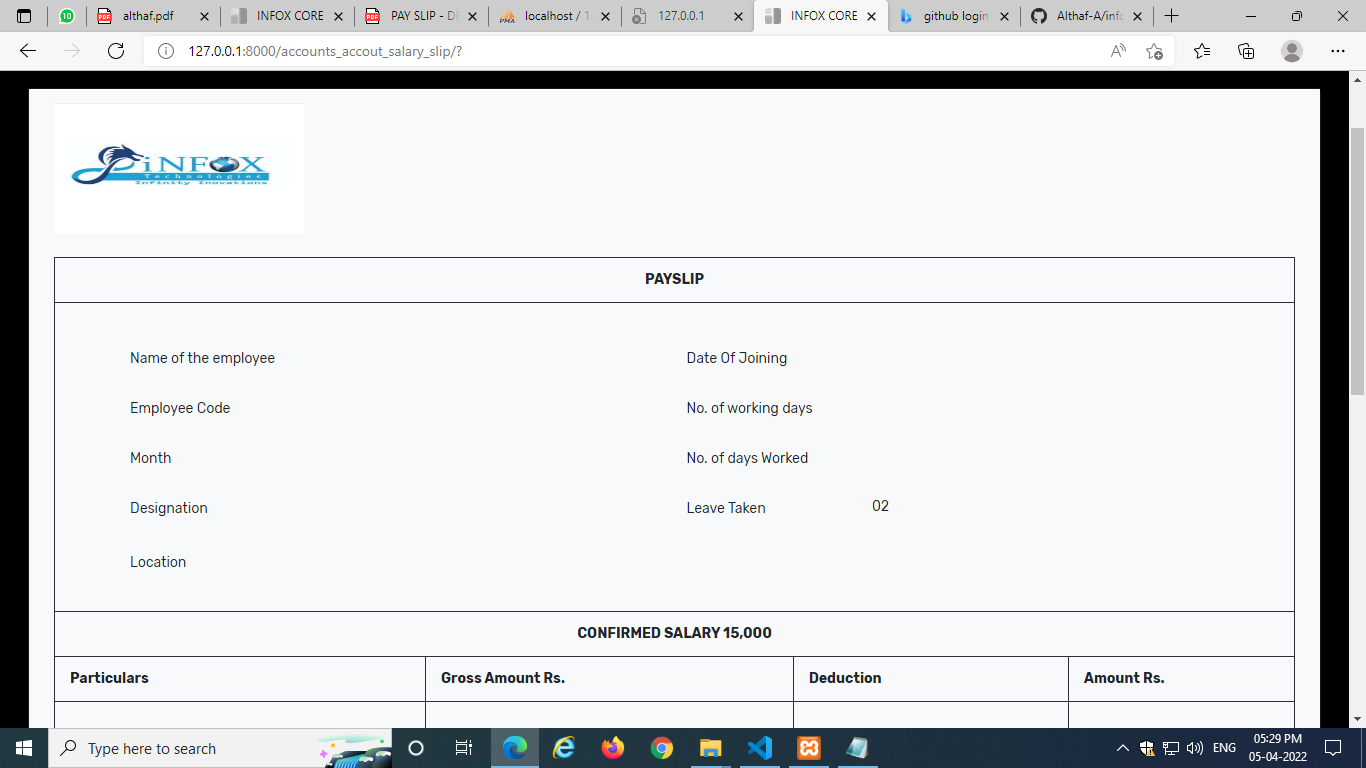 althaf.pdf
INFOX CORE
PAY SLIP - DE
localhost / 1
127.0.0.1
INFOX CORE
github login
Althaf-A/info
127.0.0.1:8000/accounts_accout_salary_slip/?
iNFOX
Technologies
Infinity Inovations
PAYSLIP
Name of the employee Date Of Joining
Employee Code No. of working days
Month No. of days Worked
Designation Leave Taken 02
Location
CONFIRMED SALARY 15,000
Particulars Gross Amount Rs. Deduction Amount Rs.
Type here to search
ENG
05:29 PM
05-04-2022